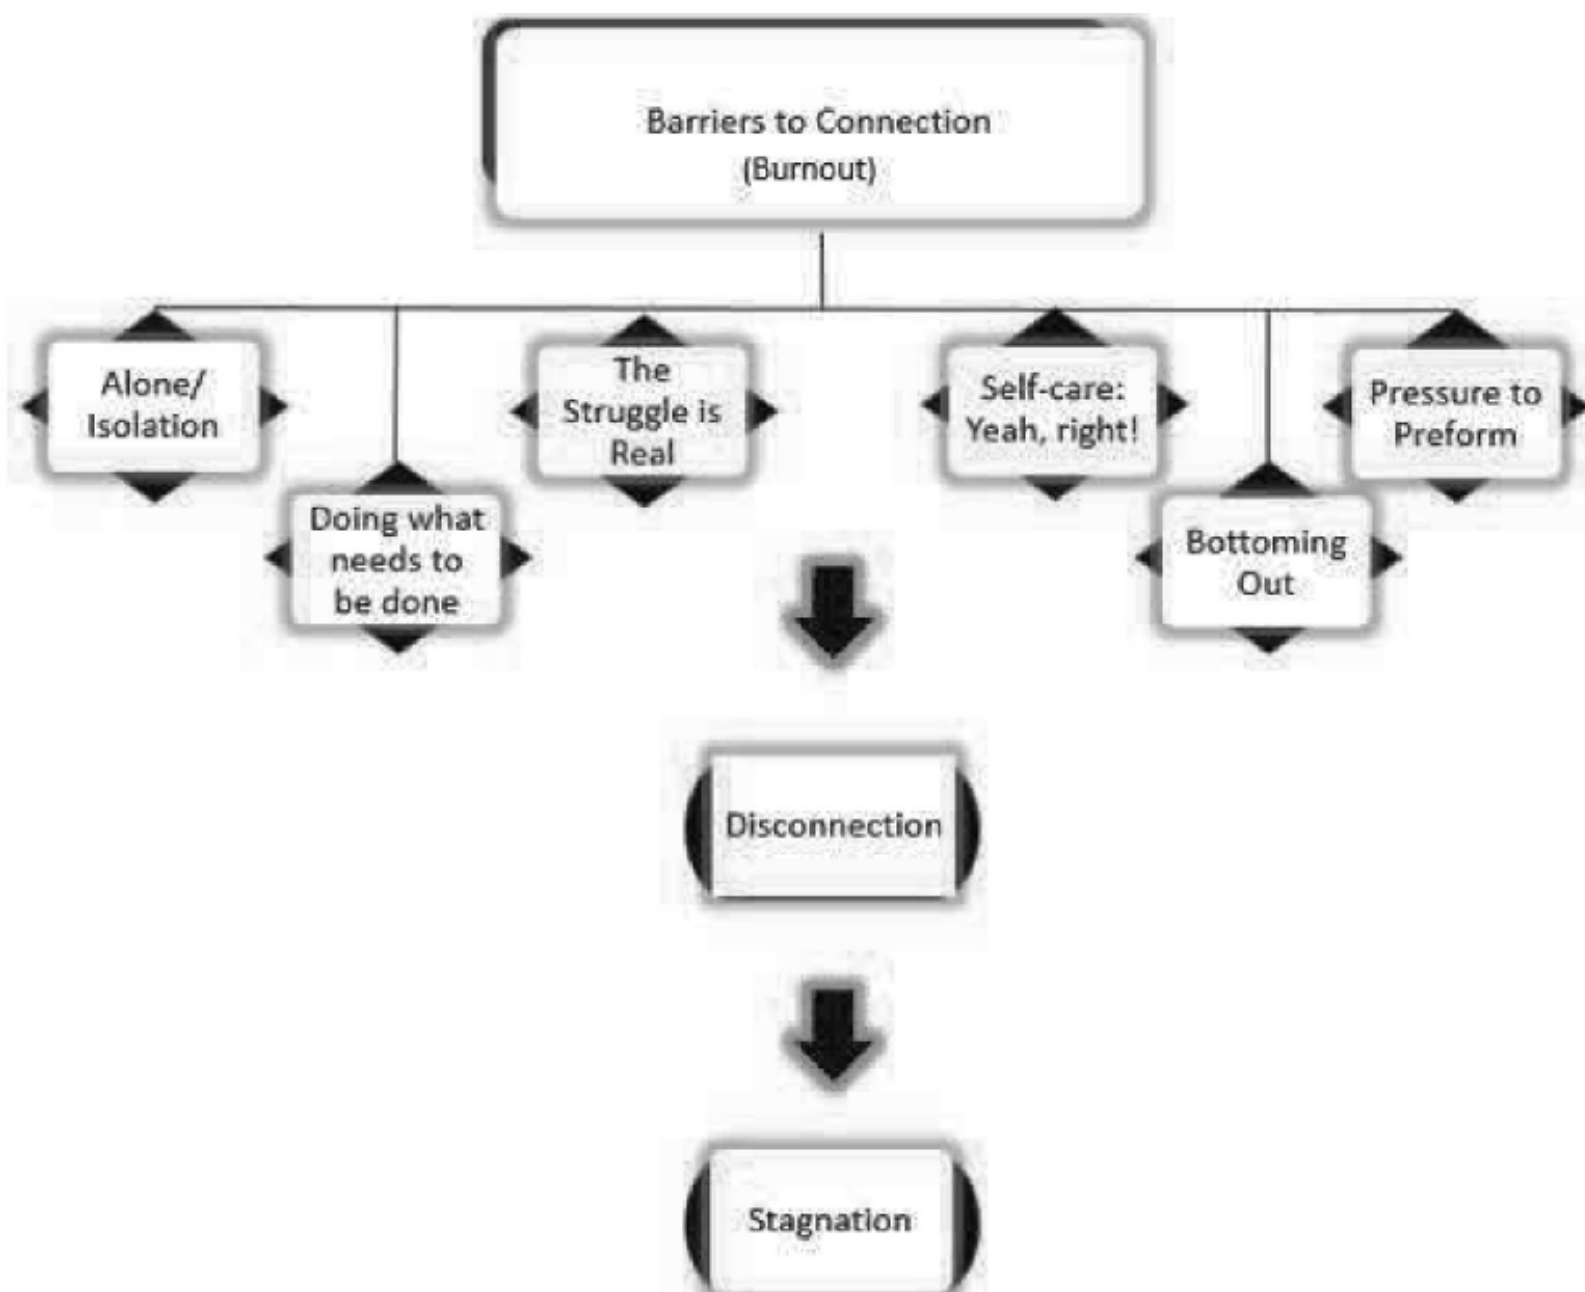 Barriers to Connection
(Burnout)
Alone/
Isolation
Doing what
needs to
be done
The
Struggle is
Real
Self-care:
Yeah, right!
Bottoming
Out
Pressure to
Preform
Disconnection
Stagnation